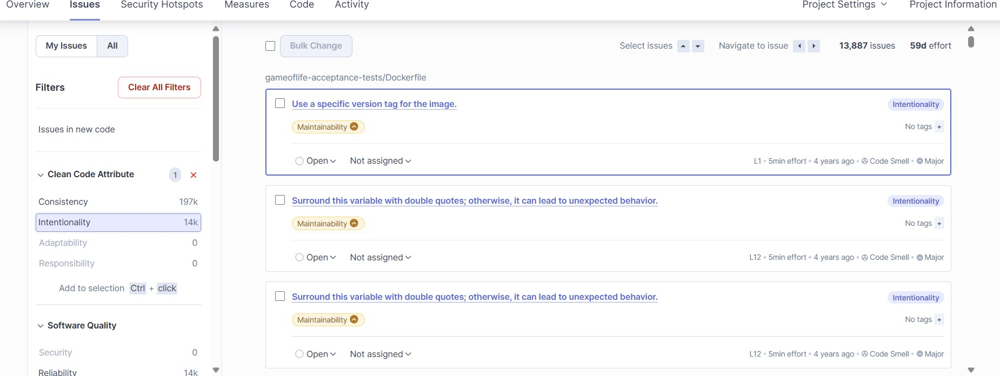 Overview Issues Security Hotspots Measures Code Activity Project Settings Project Information
My Issues All
Filters Clear All Filters
Issues in new code
Clean Code Attribute 1
Consistency 197k
Intentionality 14k
Adaptability 0
Responsibility 0
Add to selection Ctrl + click
Software Quality
Security 0
Reliability 14k
Bulk Change Select issues Navigate to issue 13,887 issues 59d effort
gameoflife-acceptance-tests/Dockerfile
Use a specific version tag for the image. Intentionality
Maintainability No tags +
Open Not assigned L1 • 5min effort • 4 years ago • Code Smell • Major
Surround this variable with double quotes; otherwise, it can lead to unexpected behavior. Intentionality
Maintainability No tags +
Open Not assigned L12 • 5min effort • 4 years ago • Code Smell • Major
Surround this variable with double quotes; otherwise, it can lead to unexpected behavior. Intentionality
Maintainability No tags +
Open Not assigned L12 • 5min effort • 4 years ago • Code Smell • Major